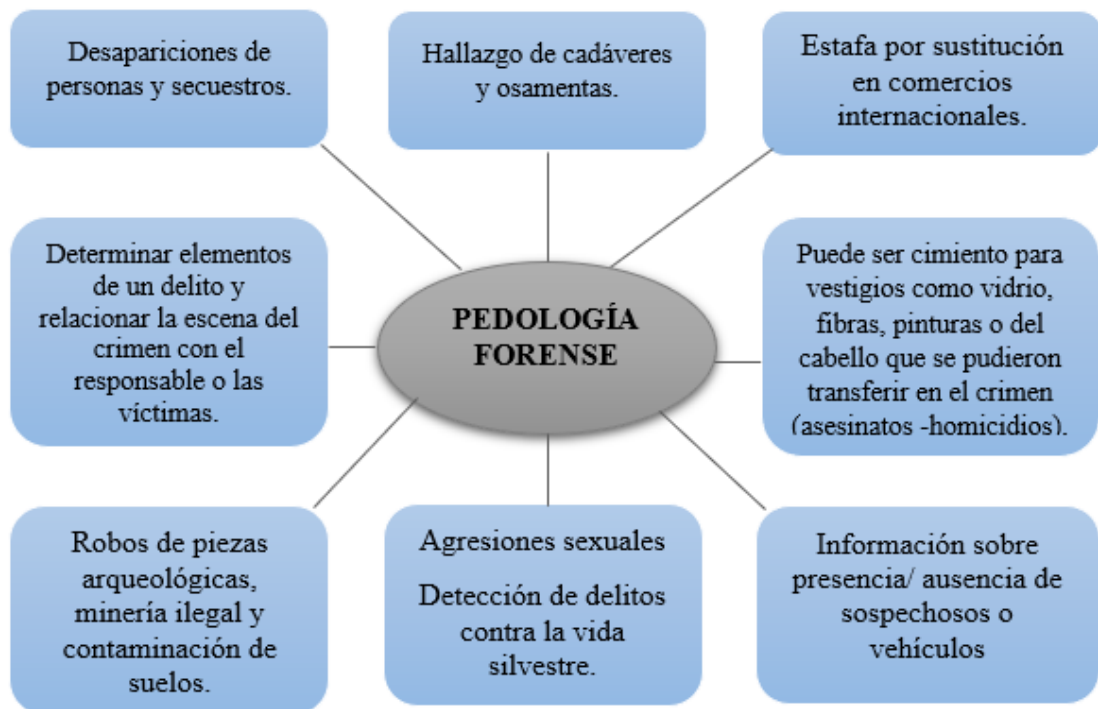 Desapariciones de
personas y secuestros.
Hallazgo de cadáveres
y osamentas.
Estafa por sustitución
en comercios
internacionales.
Determinar elementos
de un delito y
relacionar la escena del
crimen con el
responsable o las
víctimas.
PEDOLOGÍA
FORENSE
Puede ser cimiento para
vestigios como vidrio,
fibras, pinturas o del
cabello que se pudieron
transferir en el crimen
(asesinatos -homicidios).
Robos de piezas
arqueológicas,
minería ilegal y
contaminación de
suelos.
Agresiones sexuales
Detección de delitos
contra la vida
silvestre.
Información sobre
presencia/ ausencia de
sospechosos o
vehículos